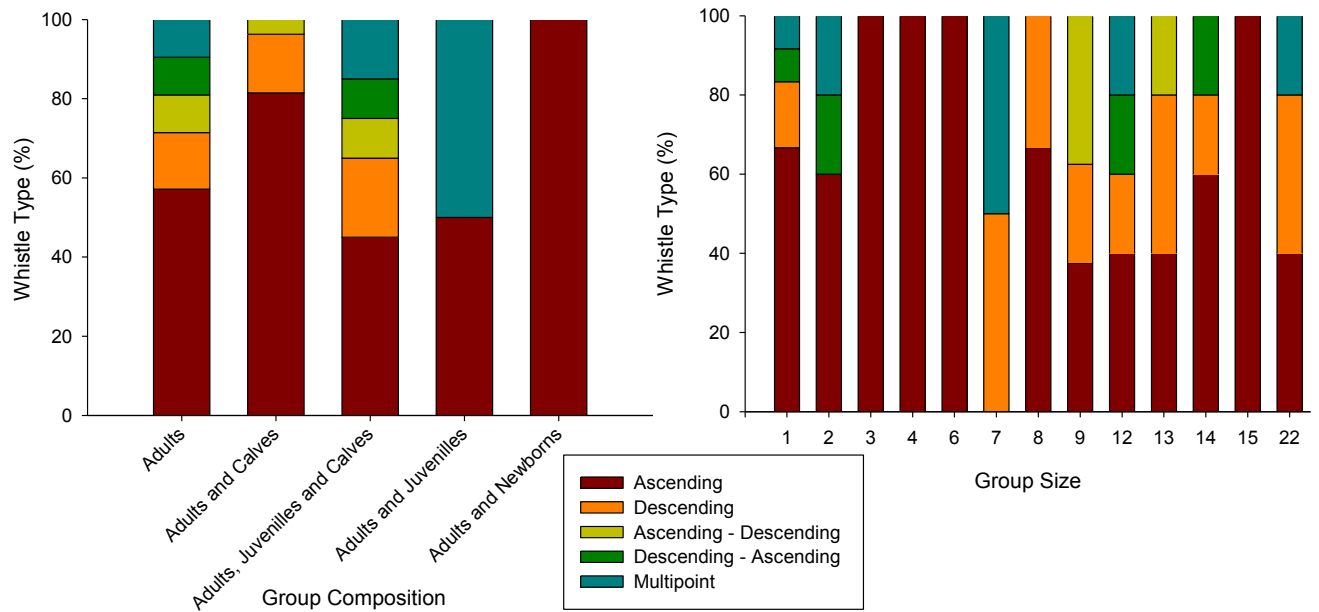 100
80
60
40
20
0
Whistle Type (%)
Adults
Adults and Calves
Adults, Juvenilles and Calves
Adults and Juvenilles
Adults and Newborns
Group Composition
100
80
60
40
20
0
Whistle Type (%)
1 2 3 4 6 7 8 9 12 13 14 15 22
Group Size
Ascending
Descending
Ascending - Descending
Descending - Ascending
Multipoint